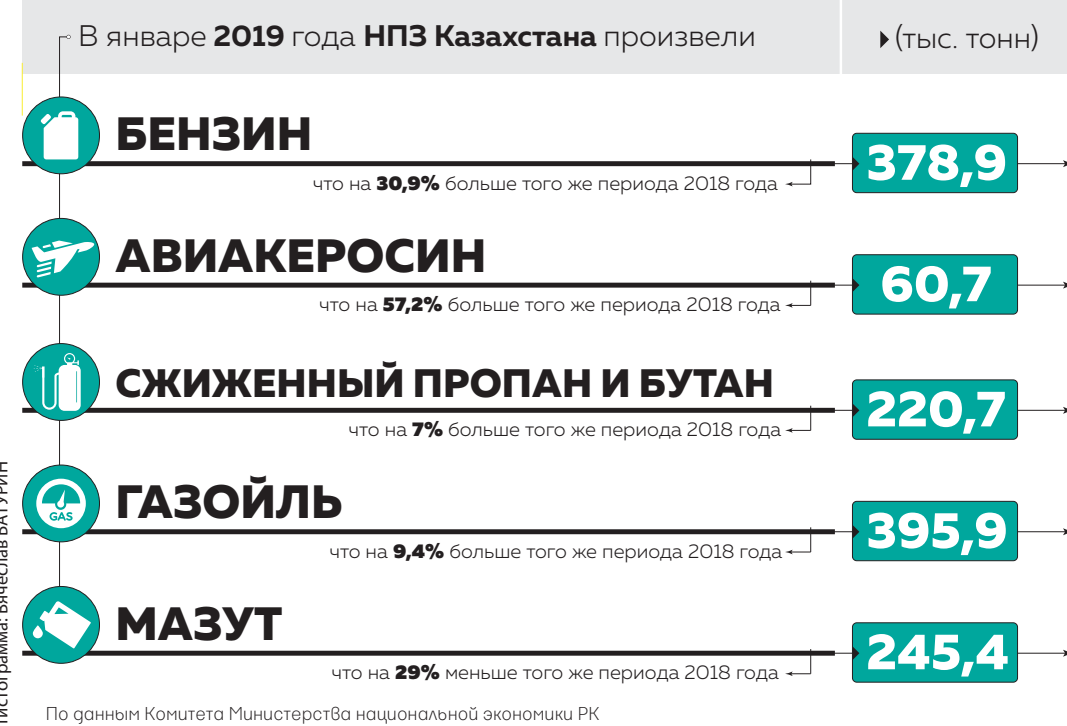 В январе 2019 года НПЗ Казахстана произвели
(тыс. тонн)
БЕНЗИН
378,9
что на 30,9% больше того же периода 2018 года
АВИАКЕРОСИН
60,7
что на 57,2% больше того же периода 2018 года
СЖИЖЕННЫЙ ПРОПАН И БУТАН
220,7
что на 7% больше того же периода 2018 года
GAS
ГАЗОЙЛЬ
395,9
что на 9,4% больше того же периода 2018 года
МАЗУТ
245,4
что на 29% меньше того же периода 2018 года
По данным Комитета Министерства национальной экономики РК
Гистограмма: Вячеслав БАТУРИН